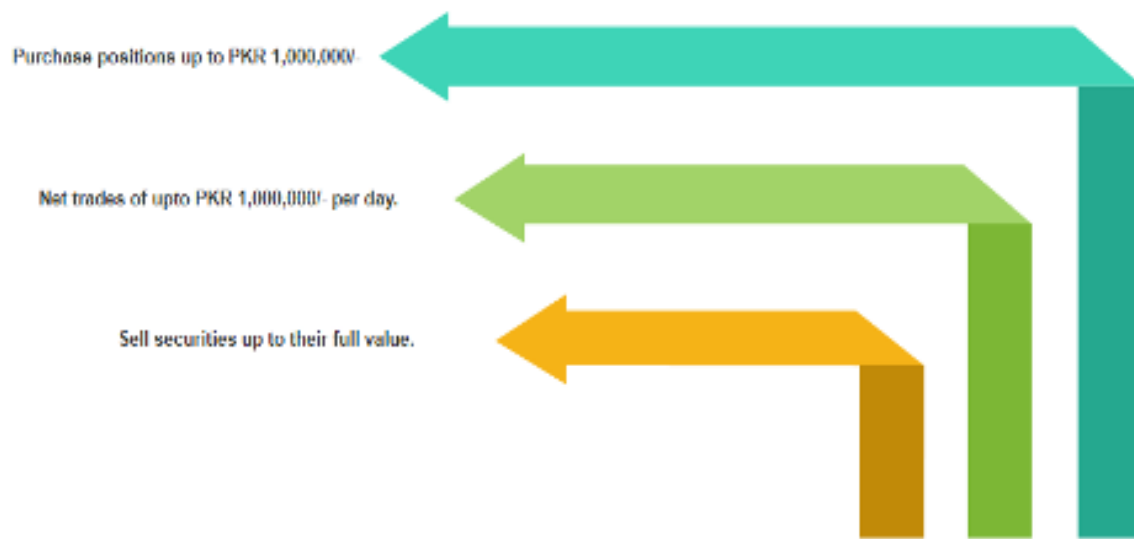 Purchase positions up to PKR 1,000,000/-
Net trades of upto PKR 1,000,000/- per day.
Sell securities up to their full value.